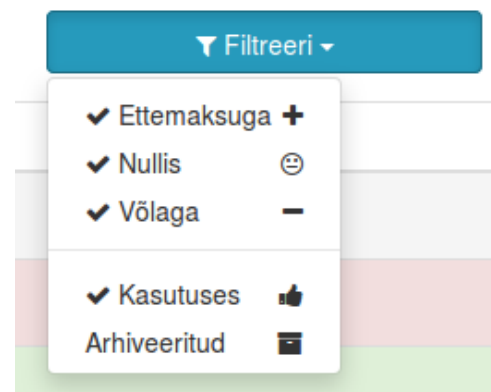 Filtreeri
Ettemaksuga
Nullis
Võlaga
Kasutuses
Arhiveeritud